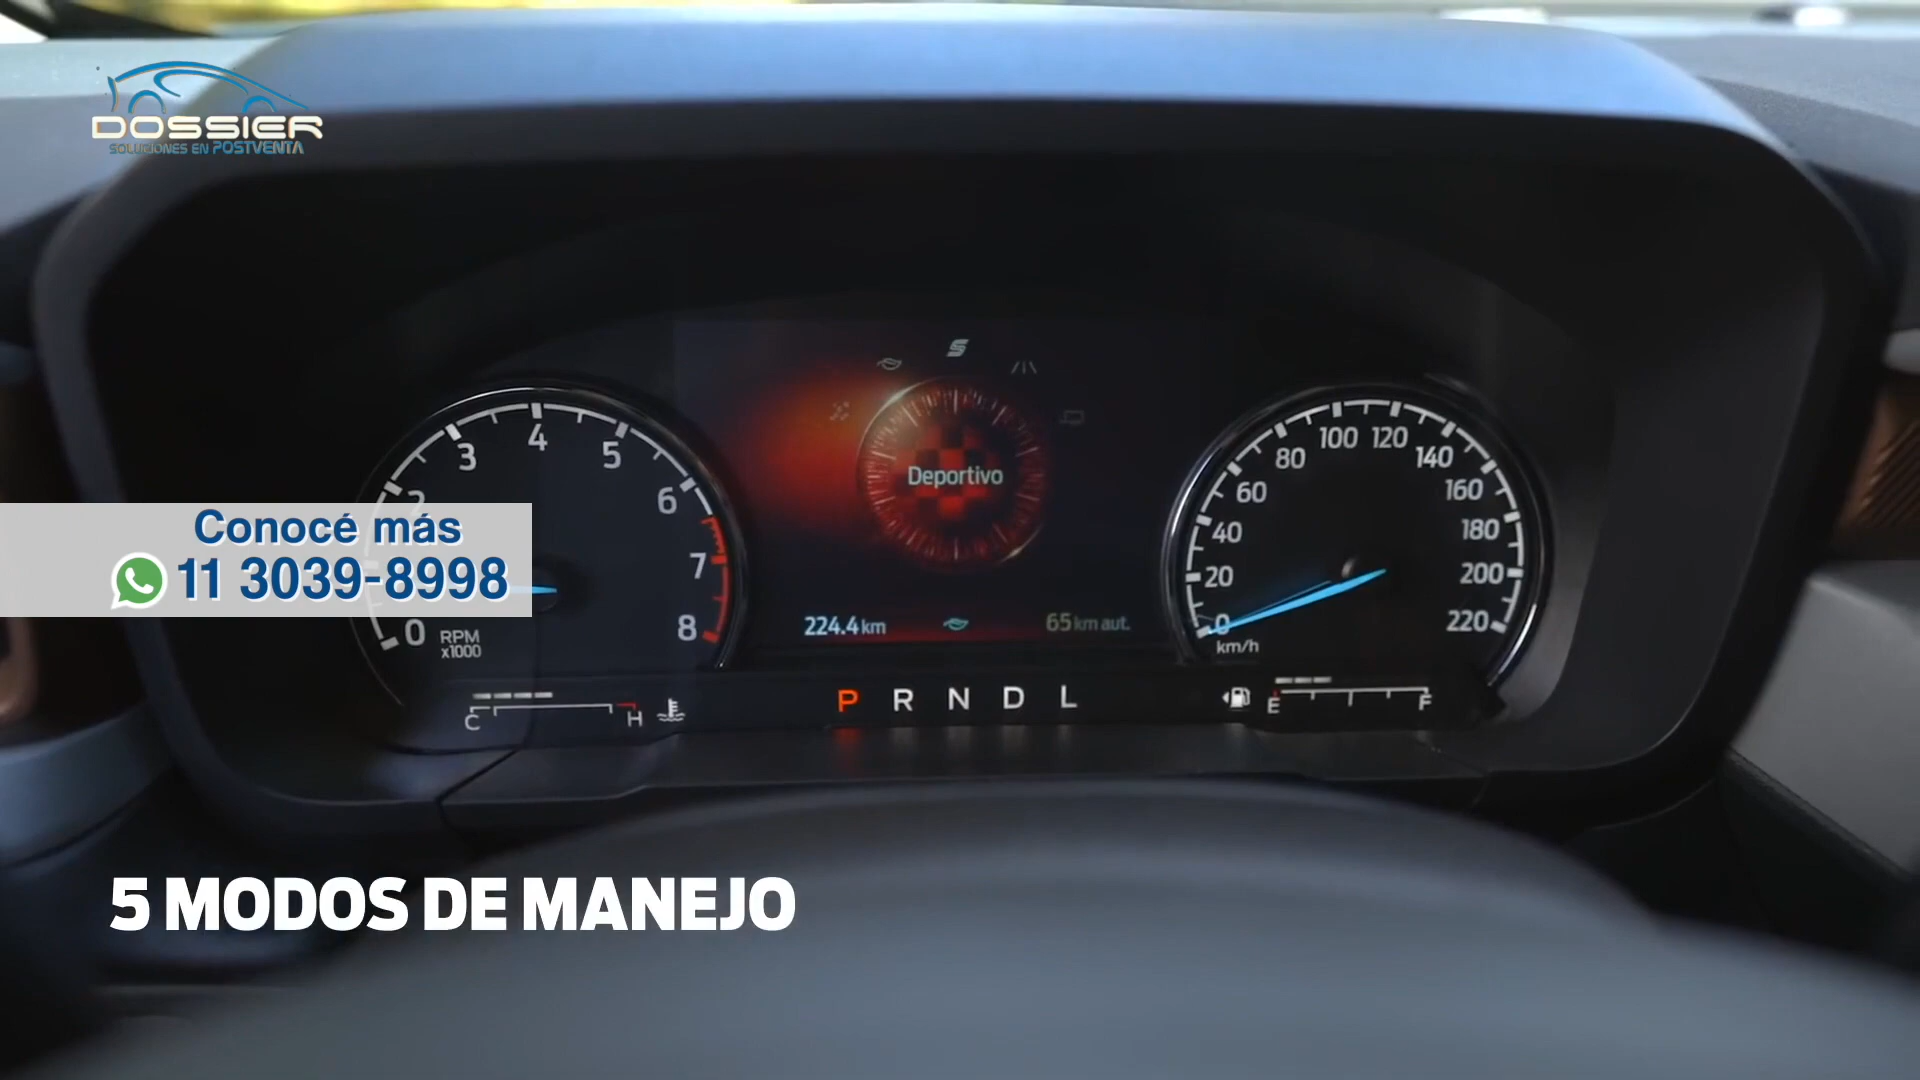 DOSSIER
SOLUCIONES EN POSTVENTA
Deportivo
224.4 km
65 km aut.
2 3 4 5 6 7 8
0 RPM
x1000
0 20 40 60 80 100 120 140 160 180 200 220
km/h
C H
P R N D L
E F
Conocé más
11 3039-8998
5 MODOS DE MANEJO